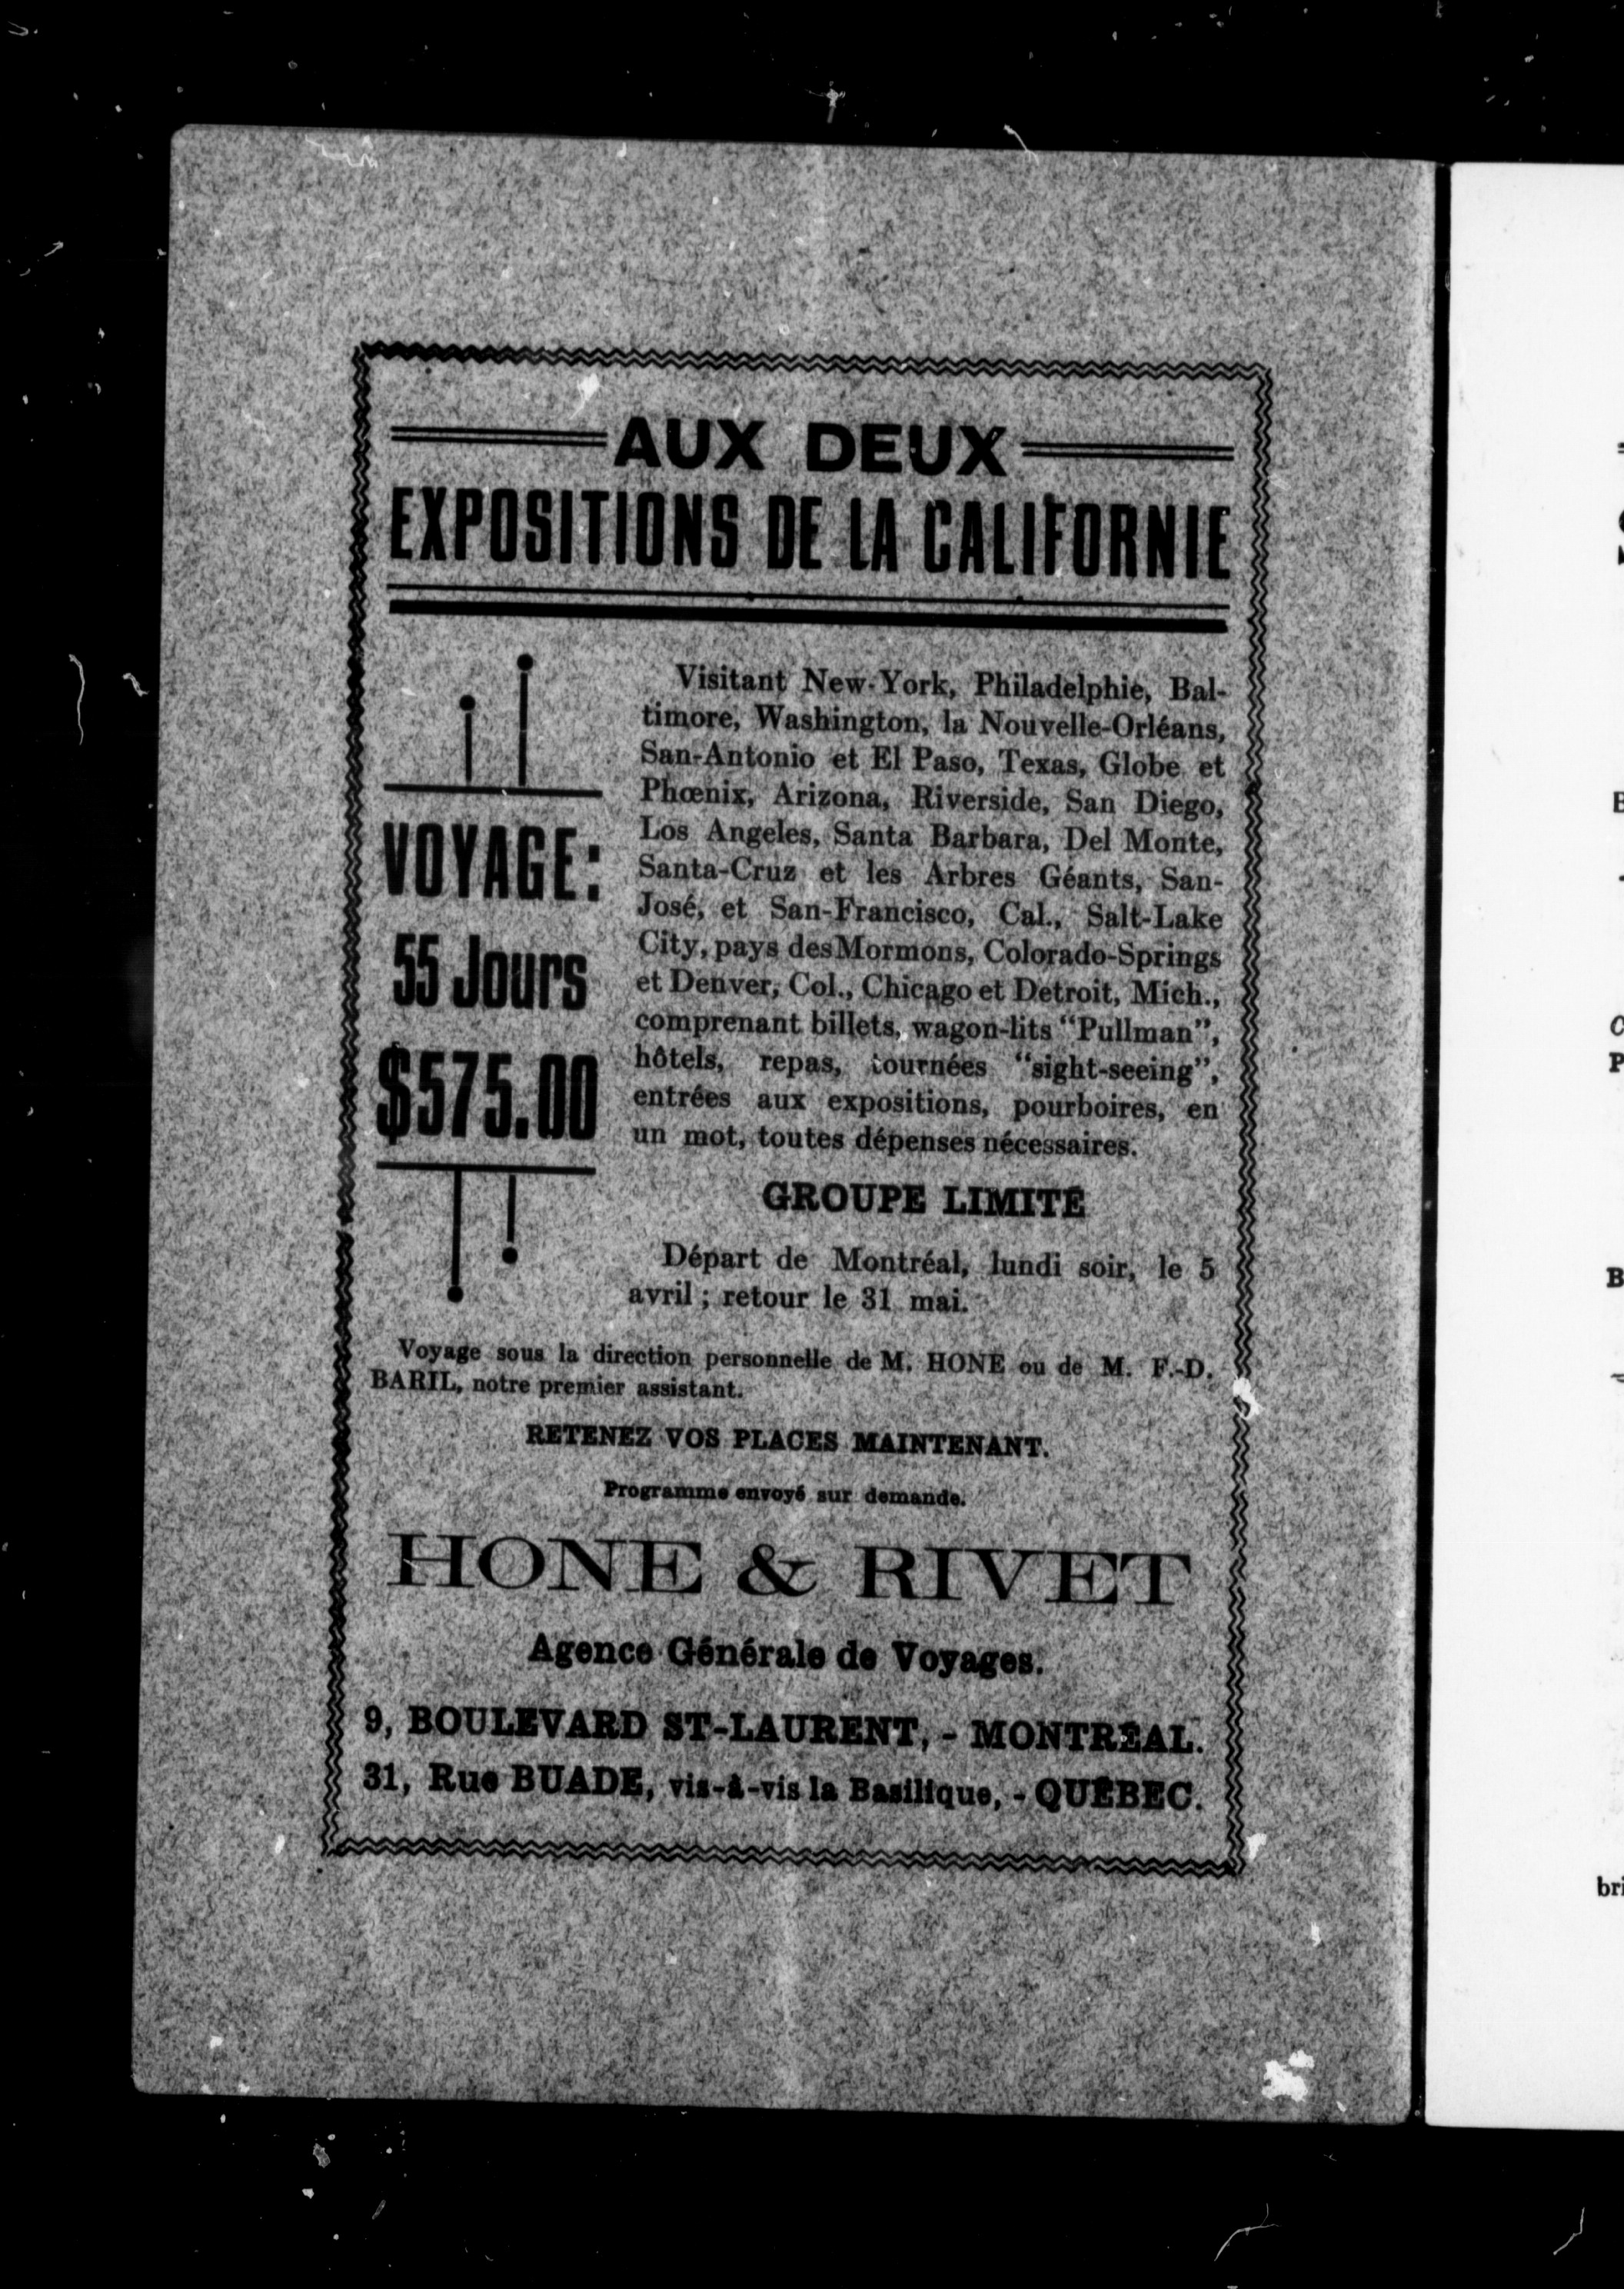 AUX DEUX
EXPOSITIONS DE LA CALIFORNIE
VOYAGE:
55 Jours
$575.00
Visitant New-York, Philadelphie, Bal-
timore, Washington, la Nouvelle-Orléans,
San-Antonio et El Paso, Texas, Globe et
Phœnix, Arizona, Riverside, San Diego,
Los Angeles, Santa Barbara, Del Monte,
Santa-Cruz et les Arbres Géants, San-
José, et San-Francisco, Cal., Salt-Lake
City, pays des Mormons, Colorado-Springs
et Denver, Col., Chicago et Detroit, Mich.,
comprenant billets, wagon-lits "Pullman",
hôtels, repas, tournées "sight-seeing",
entrées aux expositions, pourboires, en
un mot, toutes dépenses nécessaires.
GROUPE LIMITÉ
Départ de Montréal, lundi soir, le 5
avril ; retour le 31 mai.
Voyage sous la direction personnelle de M. HONE ou de M. F.-D.
BARIL, notre premier assistant.
RETENEZ VOS PLACES MAINTENANT.
Programme envoyé sur demande.
HONE & RIVET
Agence Générale de Voyages.
9, BOULEVARD ST-LAURENT, - MONTRÉAL.
31, Rue BUADE, vis-à-vis la Basilique, - QUÉBEC.